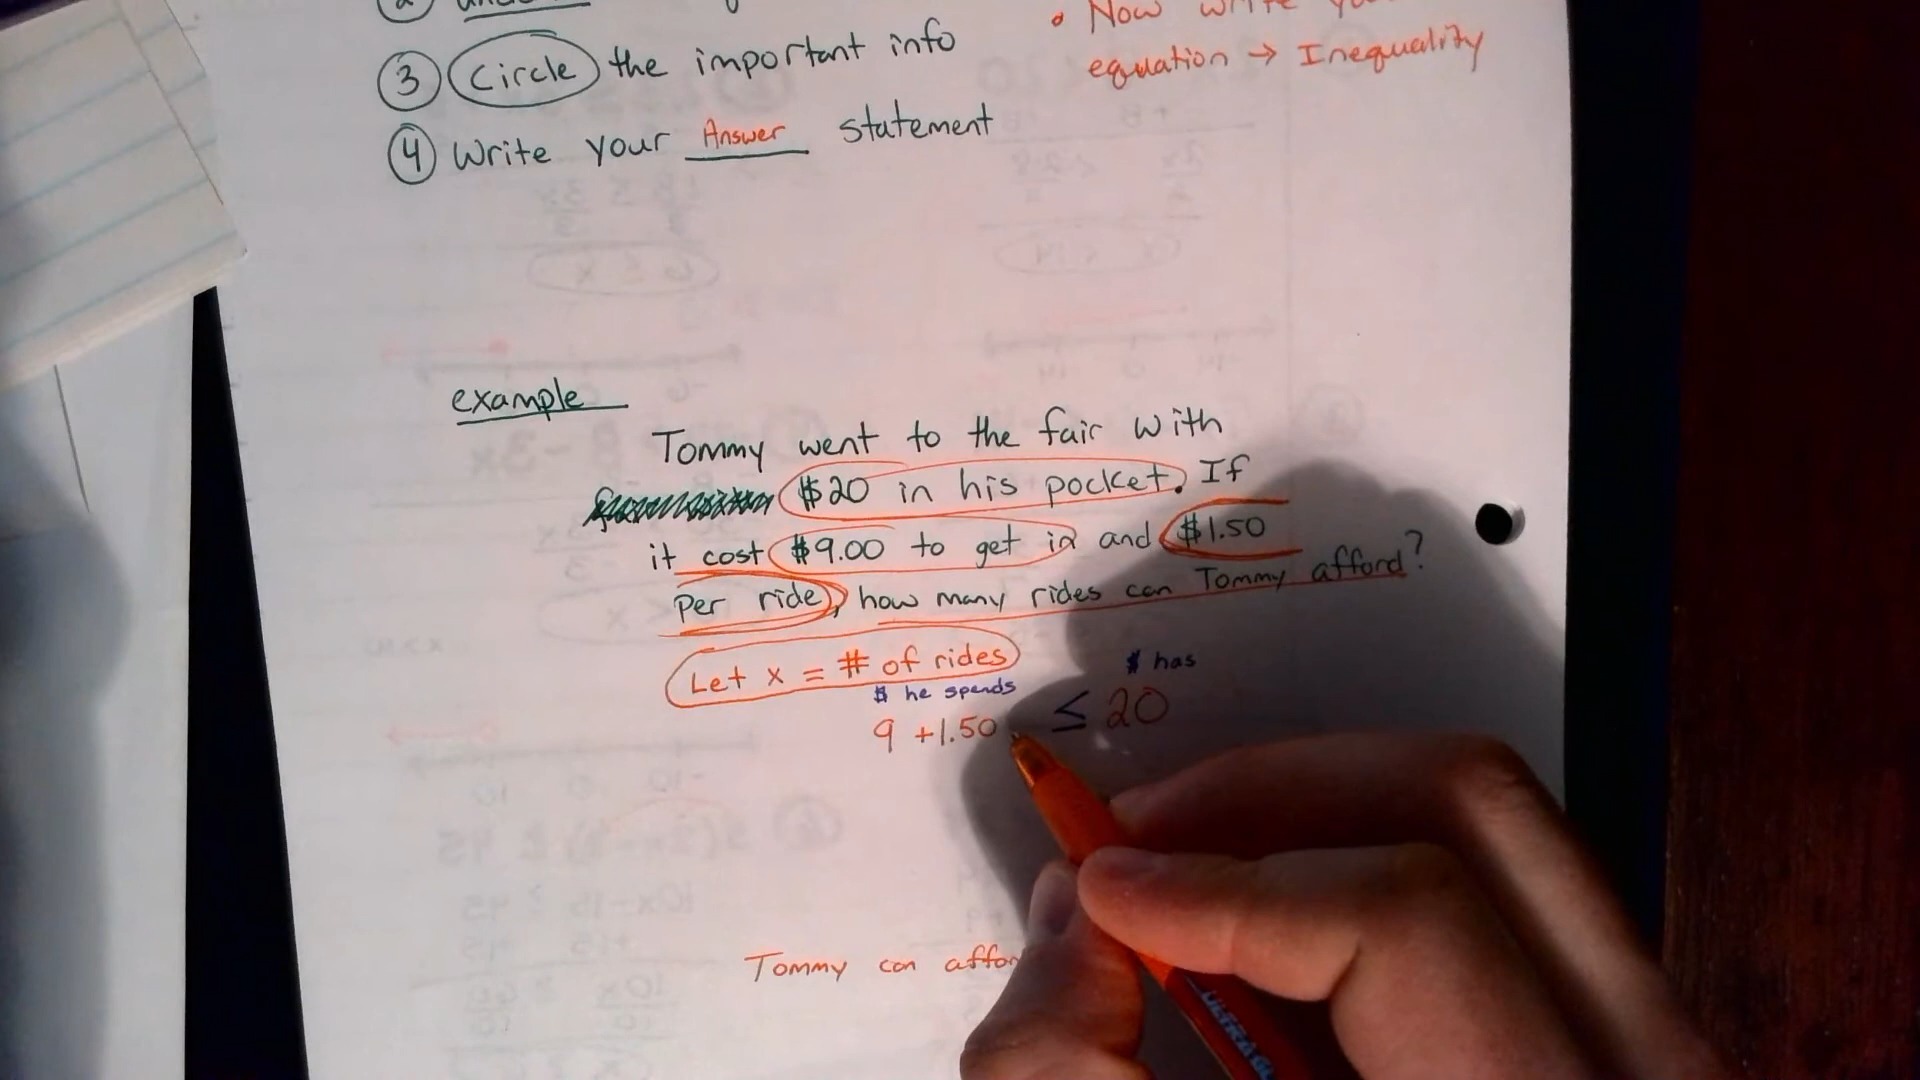 ③ Circle the important info
④ Write your Answer statement
• Now write
equation → Inequality
example
Tommy went to the fair with
$20 in his pocket. If
it cost $9.00 to get in and $1.50
per ride, how many rides can Tommy afford?
Let x = # of rides
$ he spends
$ has
9 + 1.50 ≤ 20
Tommy can